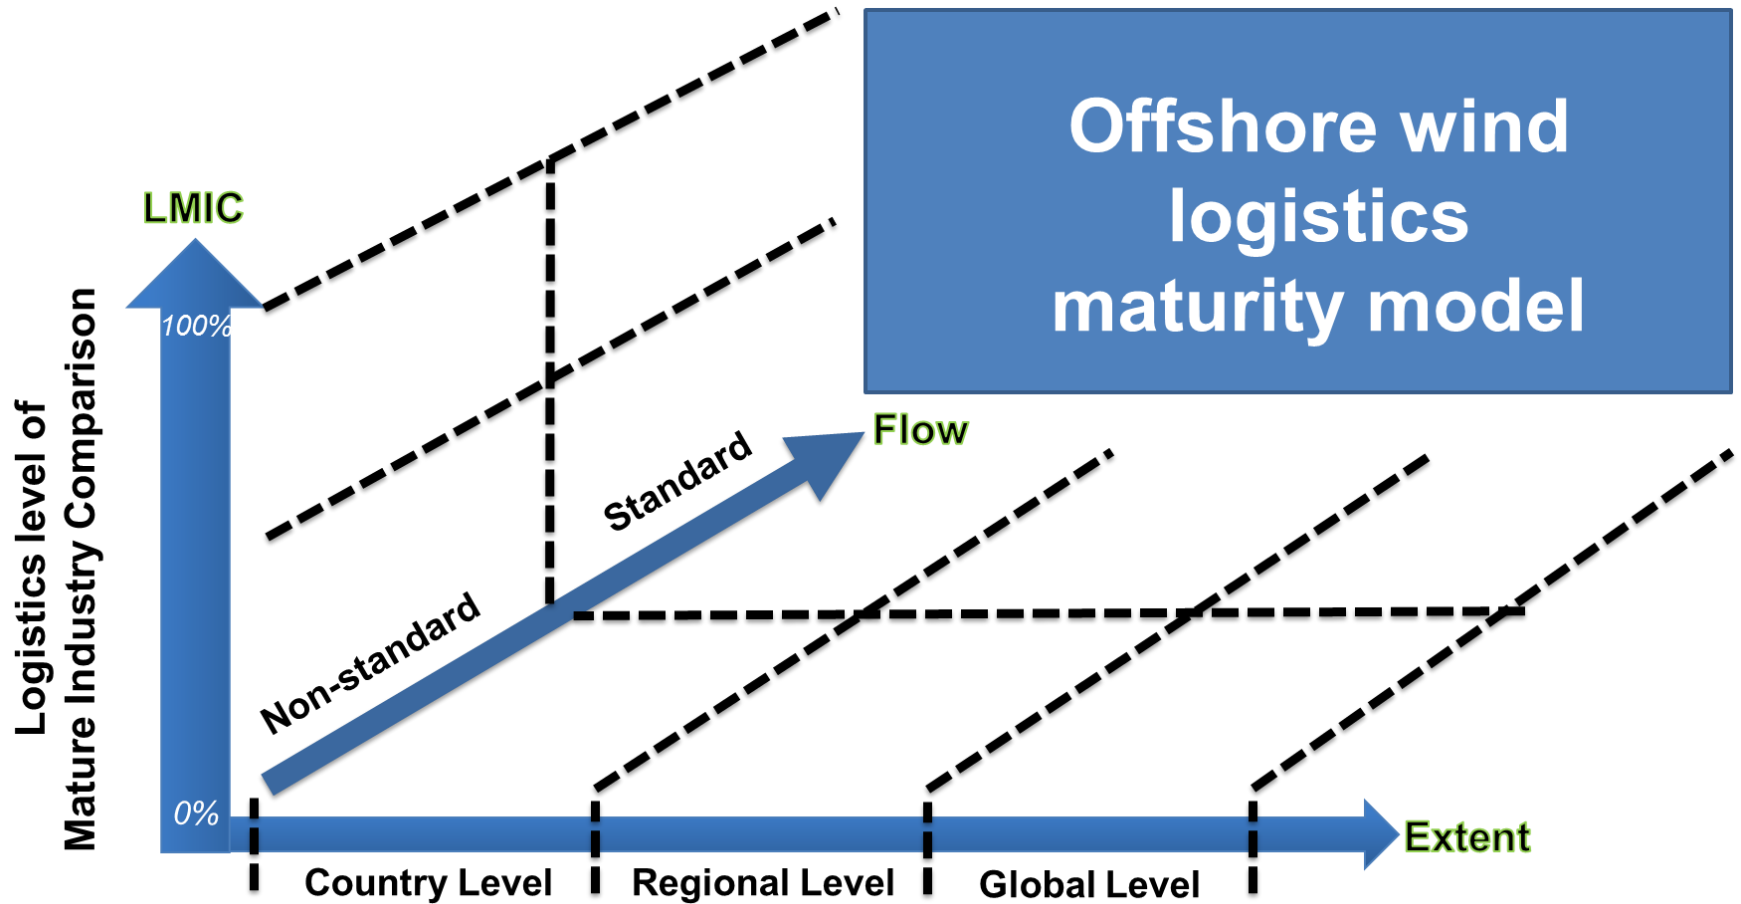 Offshore wind
logistics
maturity model
LMIC
100%
Logistics level of
Mature Industry Comparison
Flow
Standard
Non-standard
0%
Extent
Country Level
Regional Level
Global Level